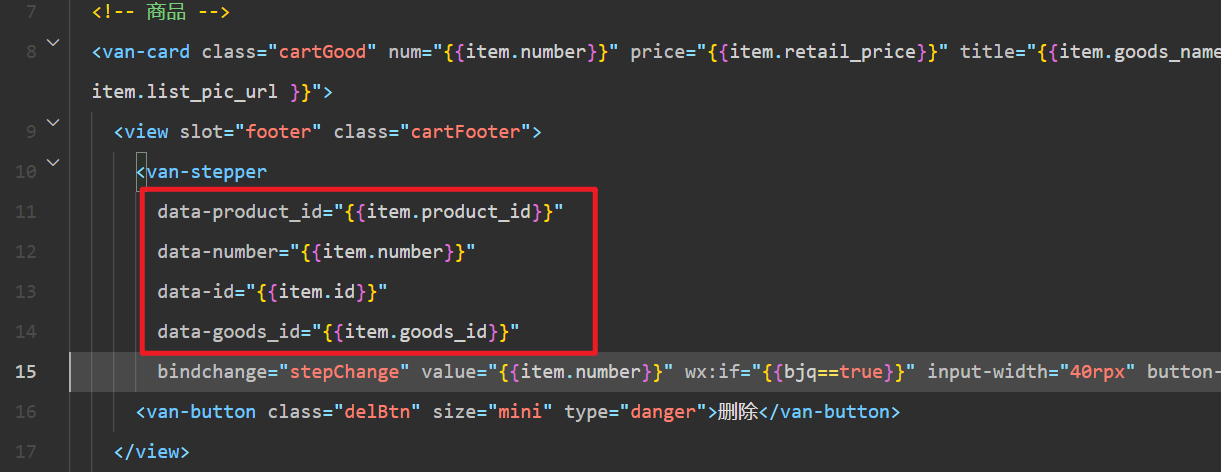 7 <!-- 商品 -->
8 <van-card class="cartGood" num="{{item.number}}" price="{{item.retail_price}}" title="{{item.goods_name
item.list_pic_url }}">
9 <view slot="footer" class="cartFooter">
10 <van-stepper
11 data-product_id="{{item.product_id}}"
12 data-number="{{item.number}}"
13 data-id="{{item.id}}"
14 data-goods_id="{{item.goods_id}}"
15 bindchange="stepChange" value="{{item.number}}" wx:if="{{bjq==true}}" input-width="40rpx" button-
16 <van-button class="delBtn" size="mini" type="danger">删除</van-button>
17 </view>